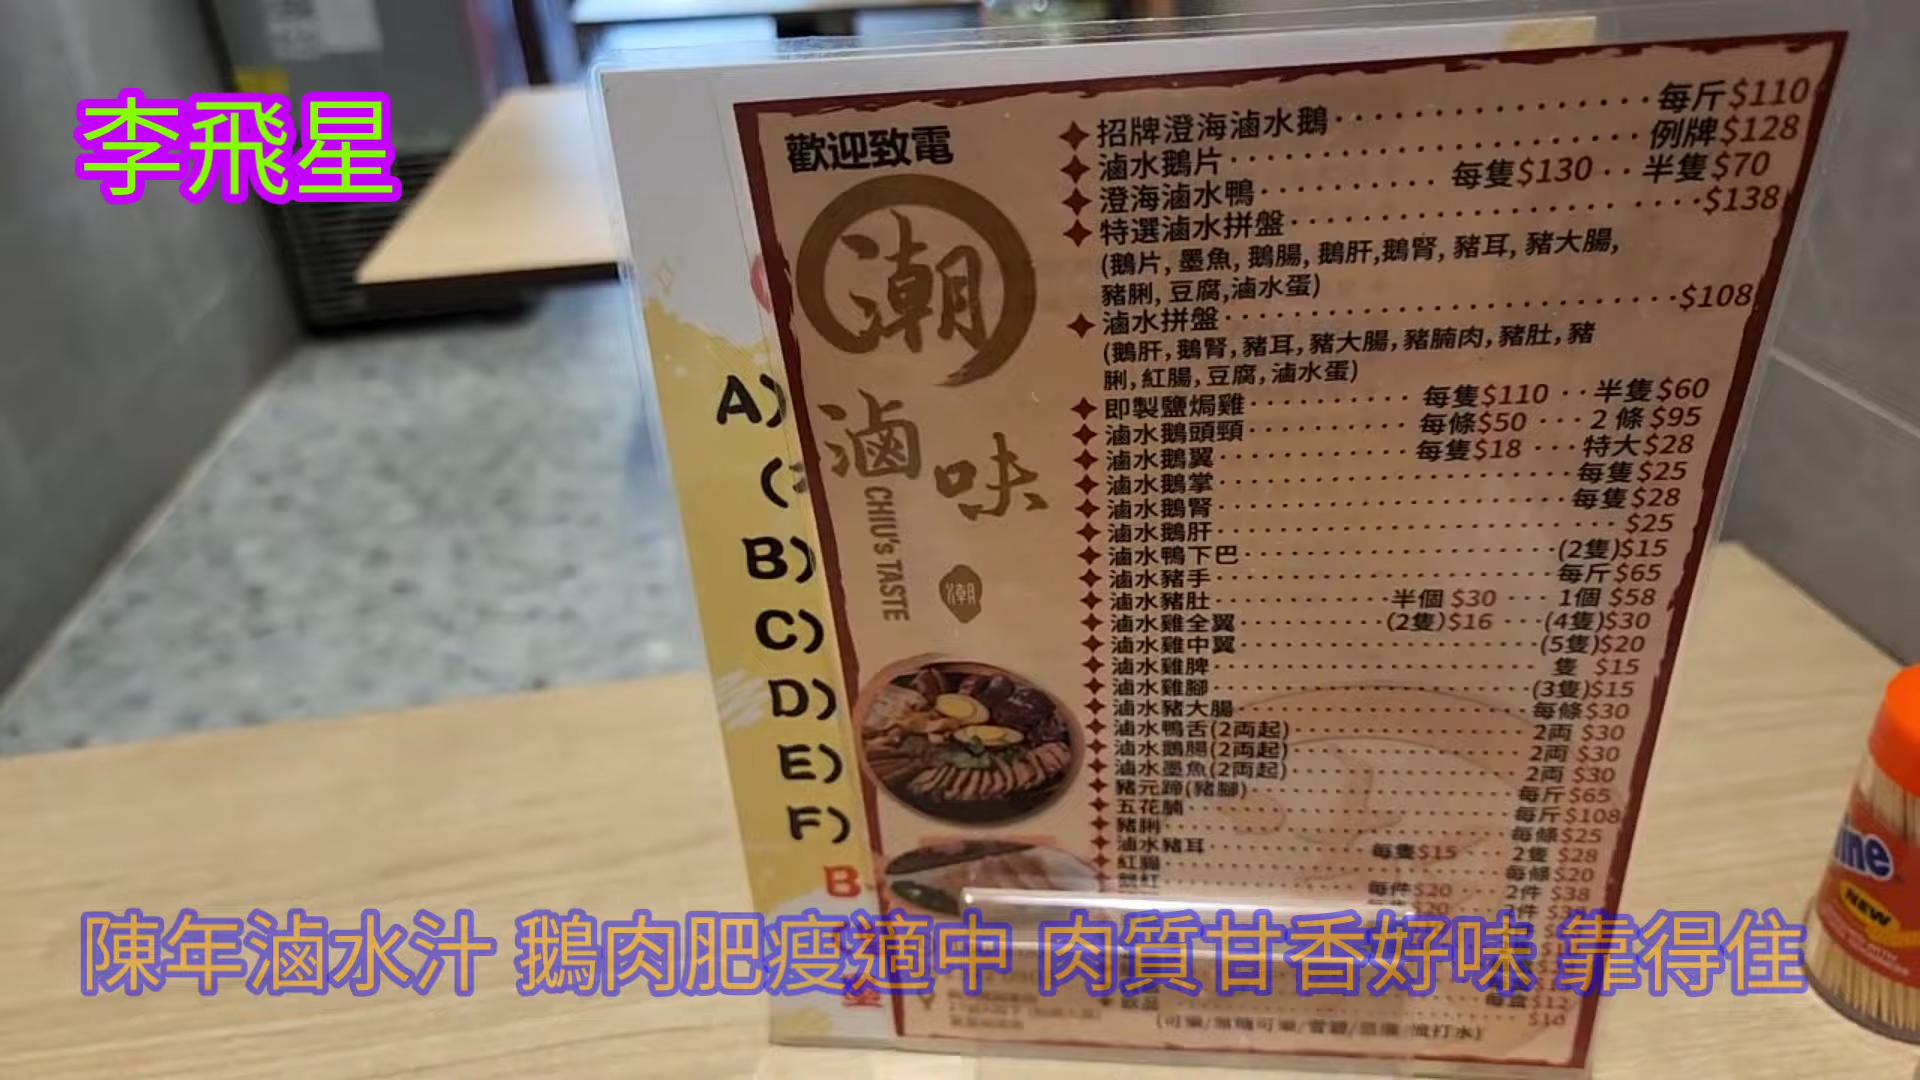 李飛星
歡迎致電
潮
滷味
CHIU's TASTE
潮
招牌澄海滷水鵝 每斤$110
滷水鵝片 例牌$128
澄海滷水鴨 每隻$130 半隻$70
特選滷水拼盤 $138
(鵝片, 墨魚, 鵝腸, 鵝肝,鵝腎, 豬耳, 豬大腸,
豬脷, 豆腐,滷水蛋)
滷水拼盤 $108
(鵝肝, 鵝腎, 豬耳, 豬大腸, 豬腩肉, 豬肚, 豬
脷, 紅腸, 豆腐, 滷水蛋)
即製鹽焗雞 每隻$110 半隻$60
滷水鵝頭頸 每條$50 2條$95
滷水鵝翼 每隻$18 特大$28
滷水鵝掌 每隻$25
滷水鵝腎 每隻$28
滷水鵝肝 $25
滷水鴨下巴 (2隻)$15
滷水豬手 每斤$65
滷水豬肚 半個 $30 1個 $58
滷水雞全翼 (2隻)$16 (4隻)$30
滷水雞中翼 (5隻)$20
滷水雞脾 隻 $15
滷水雞腳 (3隻)$15
滷水豬大腸 每條$30
滷水鴨舌(2両起) 2両 $30
滷水鵝腸(2両起) 2両 $30
滷水墨魚(2両起) 2両 $30
豬元蹄(豬腳) 每斤$65
五花腩 每斤$108
豬脷 每條$25
滷水豬耳 每隻$15 2隻 $28
紅腸 每條$20
每件$20 2件 $38
$10
A)
B)
C)
D)
E)
F)
B
NEW
陳年滷水汁 鵝肉肥瘦適中 肉質甘香好味 靠得住